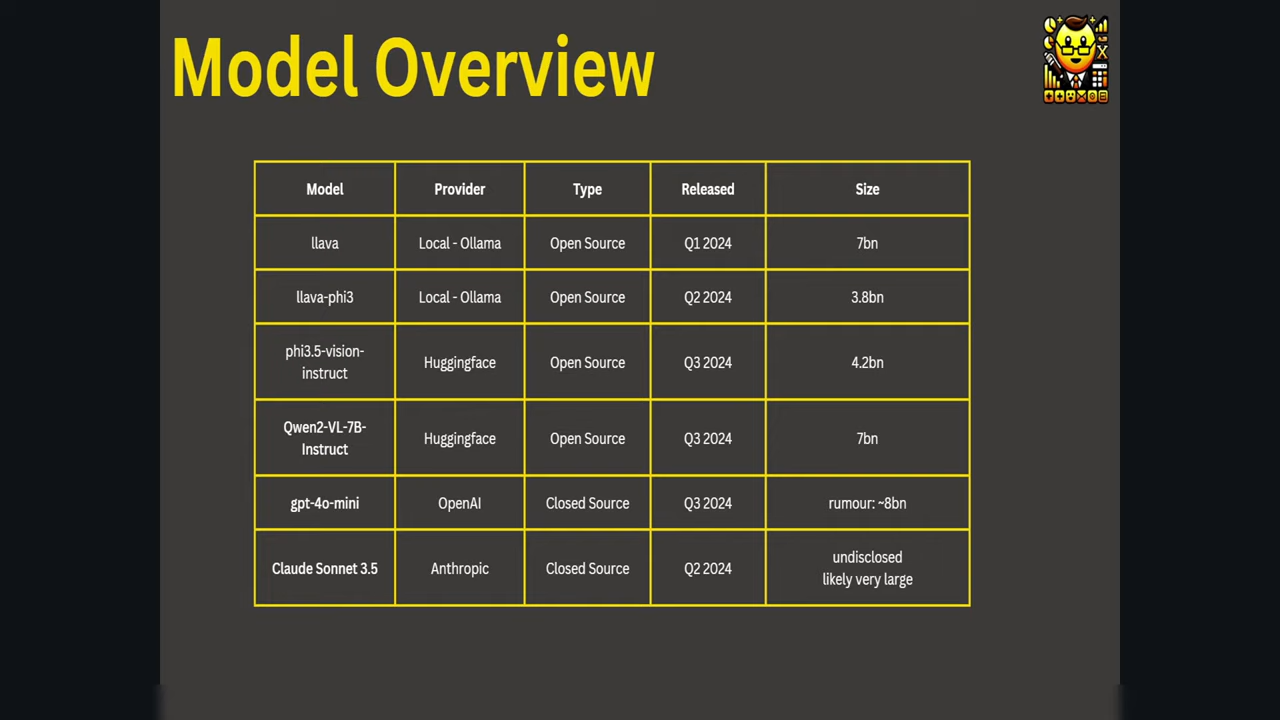 Model Overview
Model Provider Type Released Size
llava Local - Ollama Open Source Q1 2024 7bn
llava-phi3 Local - Ollama Open Source Q2 2024 3.8bn
phi3.5-vision-
instruct Huggingface Open Source Q3 2024 4.2bn
Qwen2-VL-7B-
Instruct Huggingface Open Source Q3 2024 7bn
gpt-4o-mini OpenAI Closed Source Q3 2024 rumour: ~8bn
Claude Sonnet 3.5 Anthropic Closed Source Q2 2024 undisclosed
likely very large